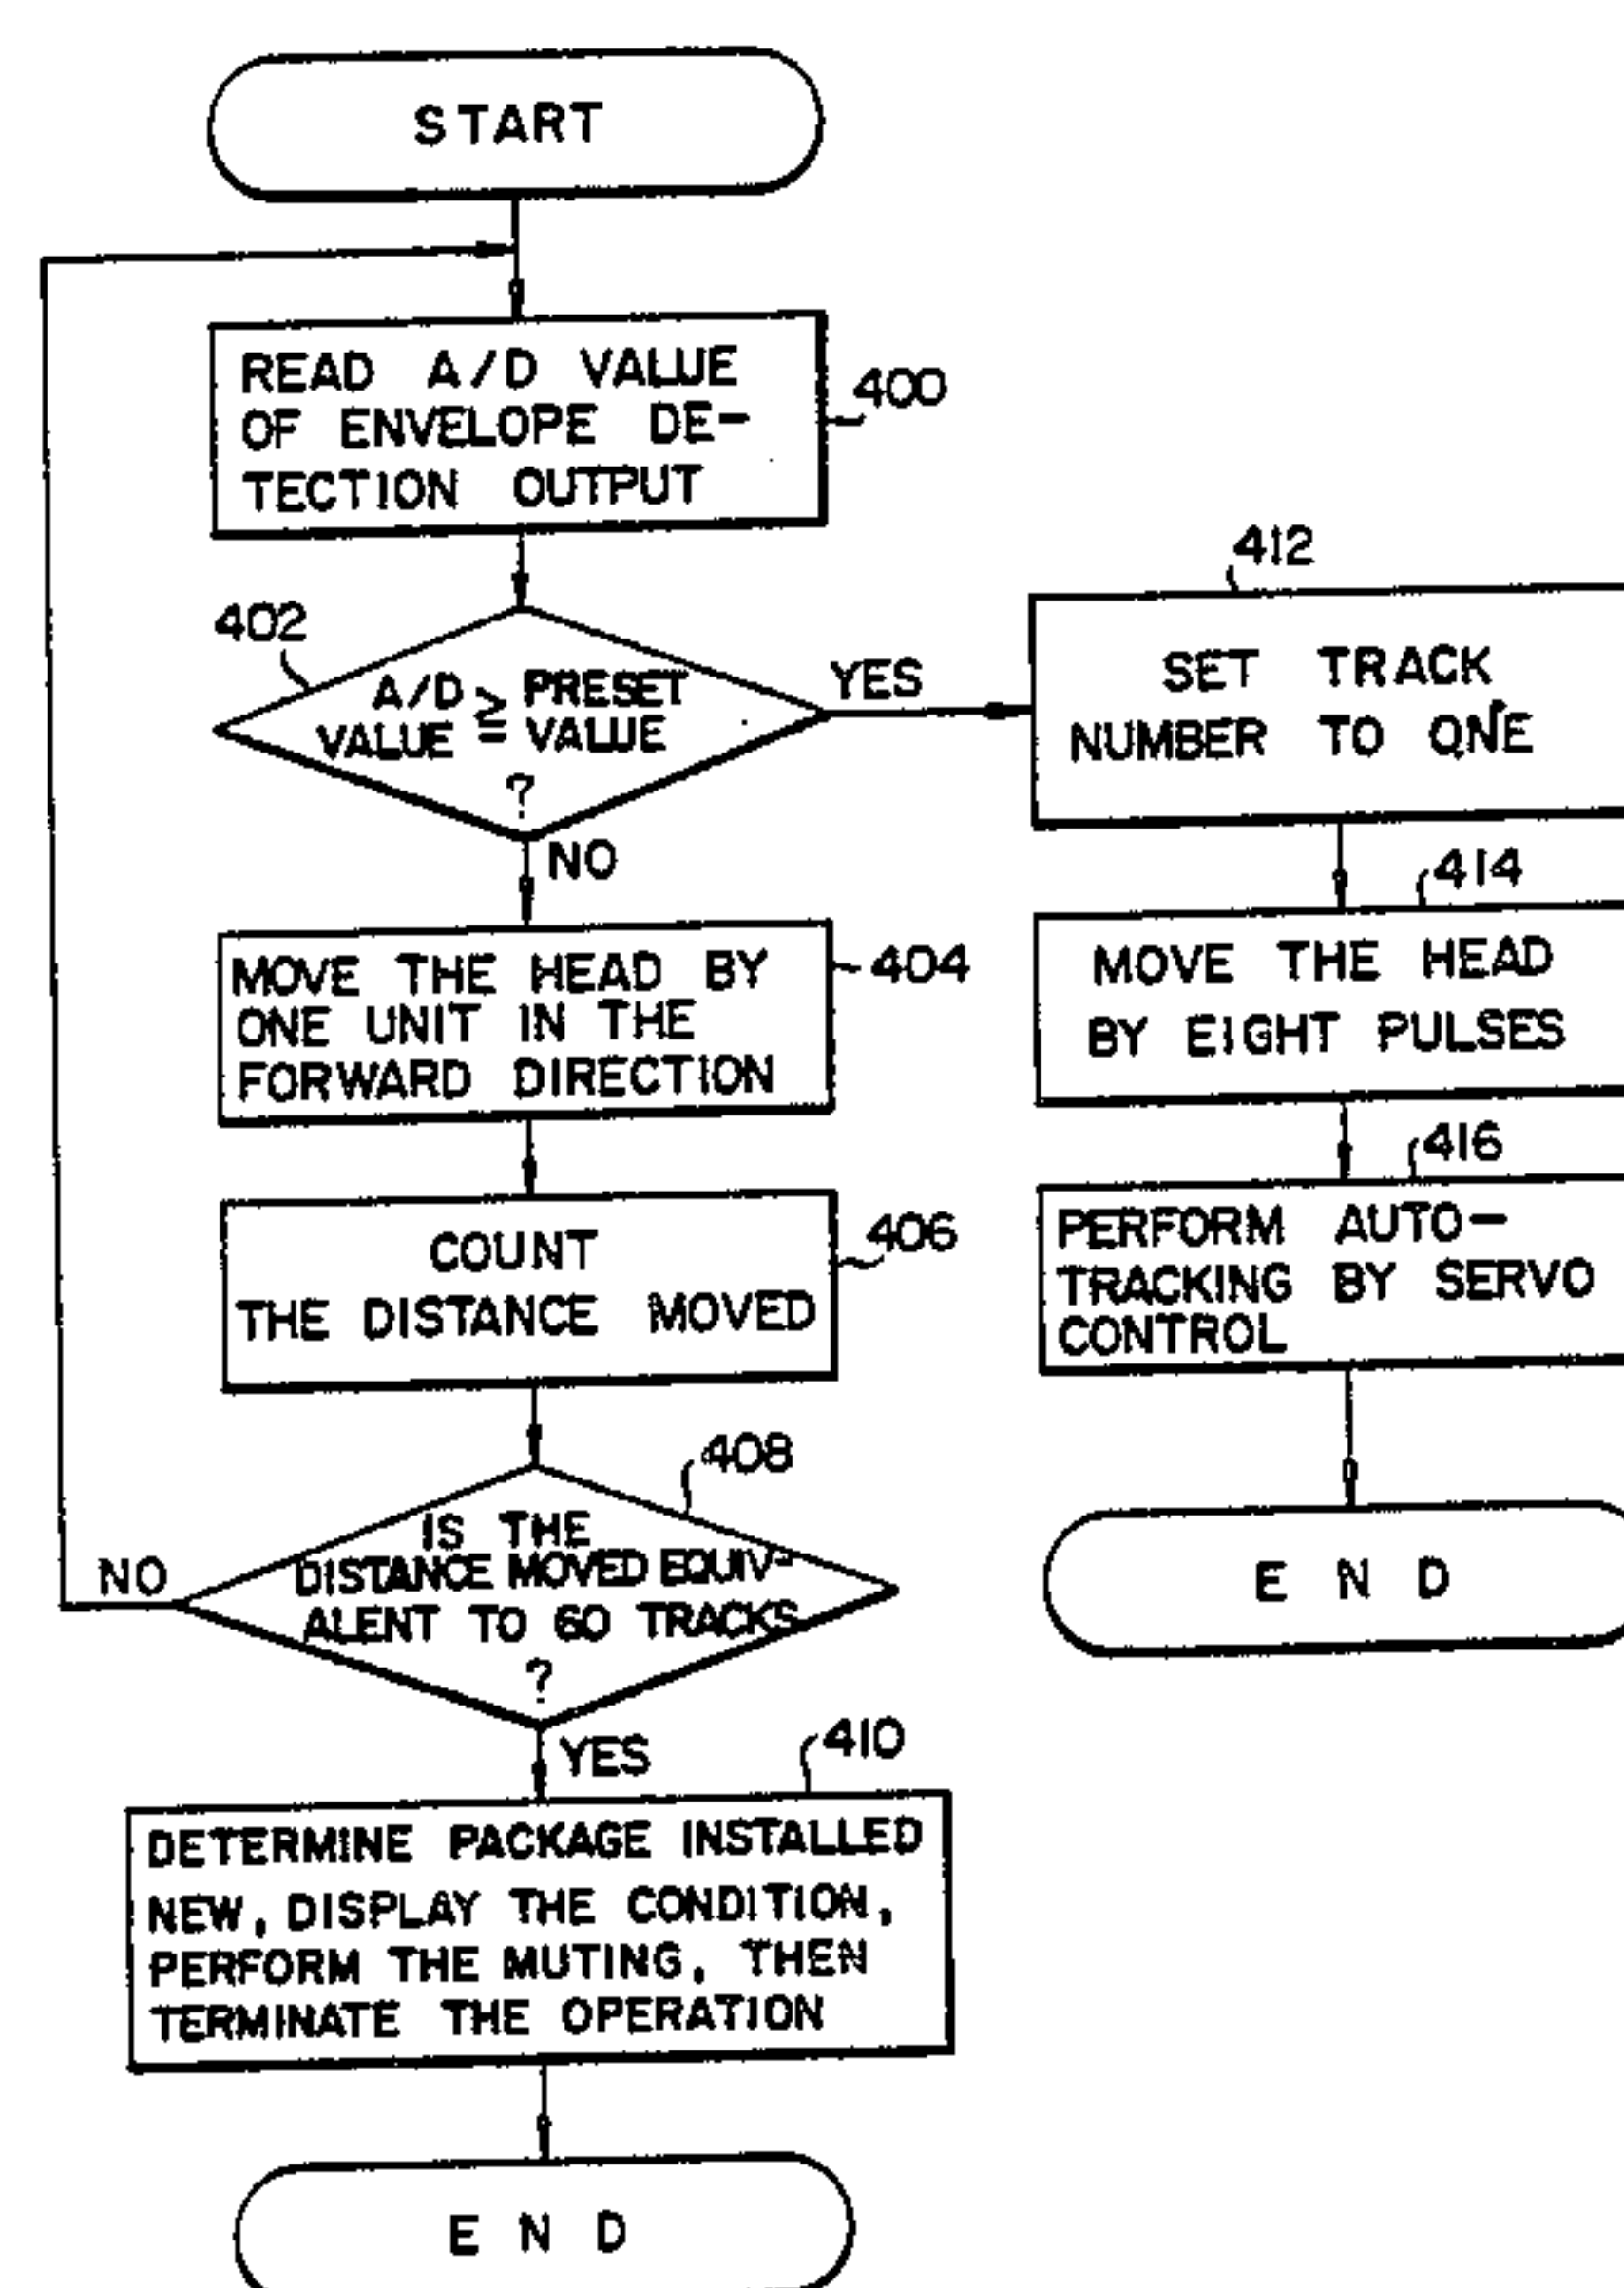 START
READ A/D VALUE
OF ENVELOPE DE-
TECTION OUTPUT
400
402
A/D ≧ PRESET
VALUE VALUE
?
YES
NO
MOVE THE HEAD BY
ONE UNIT IN THE
FORWARD DIRECTION
404
COUNT
THE DISTANCE MOVED
406
408
IS THE
DISTANCE MOVED EQUIV-
ALENT TO 60 TRACKS
?
NO
YES
410
DETERMINE PACKAGE INSTALLED
NEW, DISPLAY THE CONDITION,
PERFORM THE MUTING, THEN
TERMINATE THE OPERATION
END
412
SET TRACK
NUMBER TO ONE
414
MOVE THE HEAD
BY EIGHT PULSES
416
PERFORM AUTO-
TRACKING BY SERVO
CONTROL
END